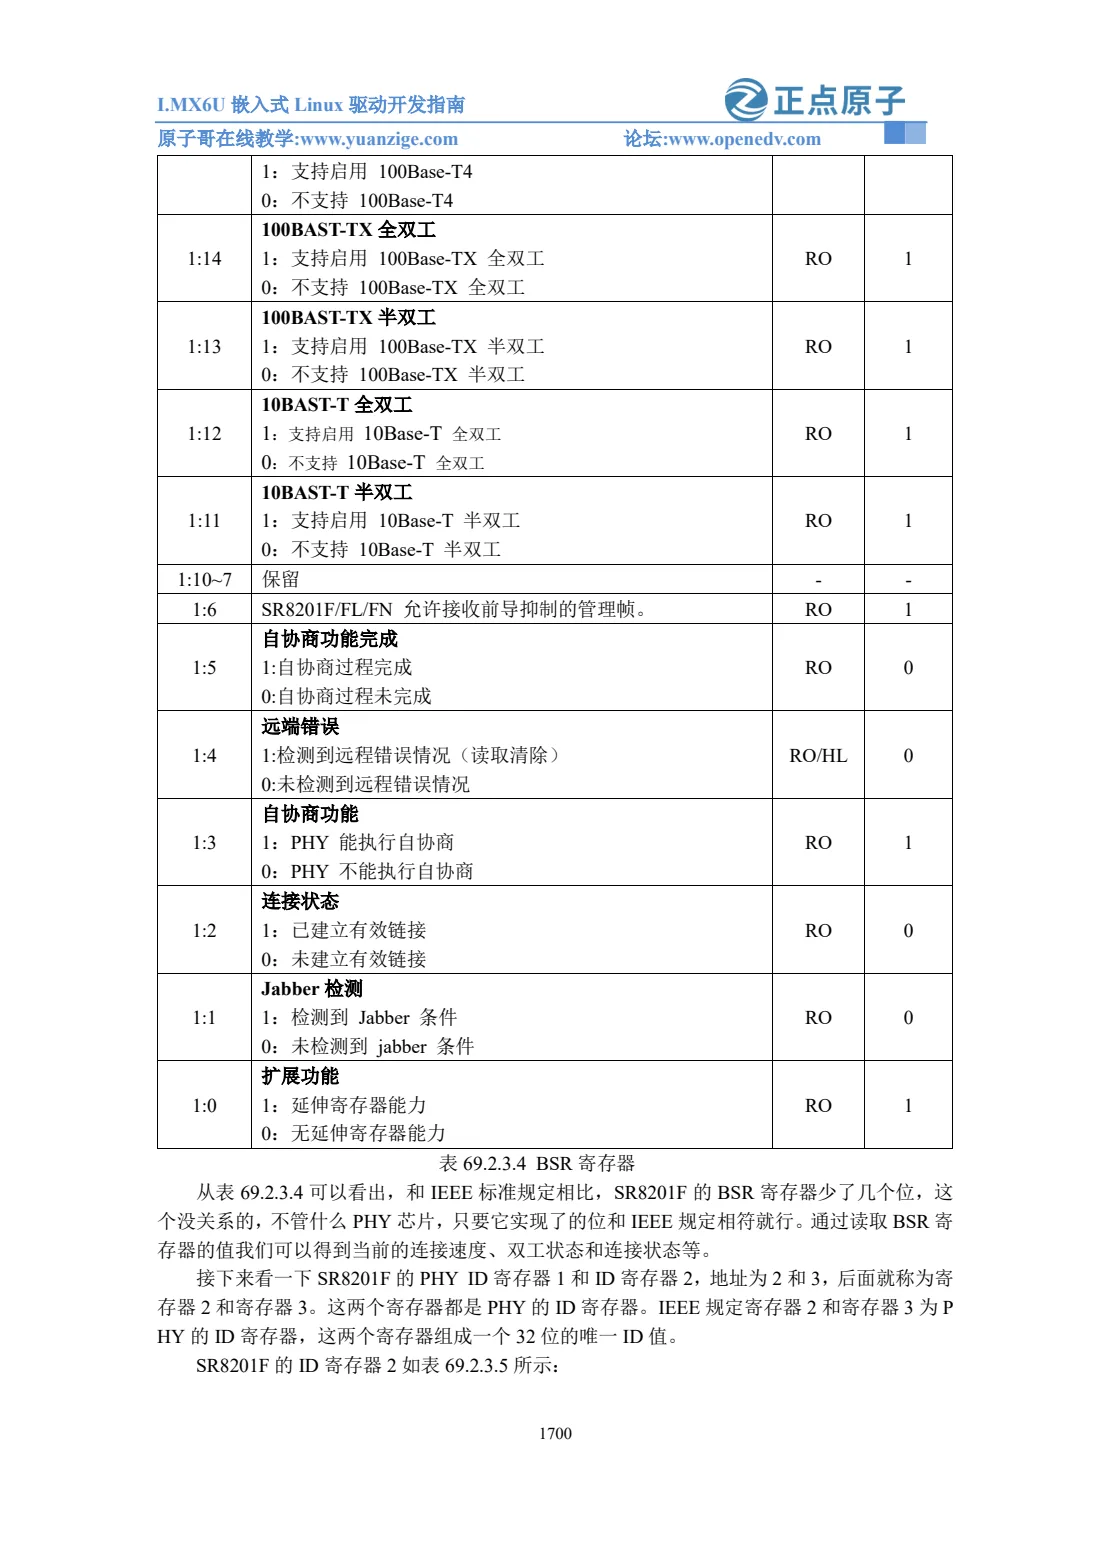 I.MX6U 嵌入式 Linux 驱动开发指南
正点原子
原子哥在线教学:www.yuanzige.com 论坛:www.openedv.com
1：支持启用 100Base-T4
0：不支持 100Base-T4
100BAST-TX 全双工
1:14 1：支持启用 100Base-TX 全双工 RO 1
0：不支持 100Base-TX 全双工
100BAST-TX 半双工
1:13 1：支持启用 100Base-TX 半双工 RO 1
0：不支持 100Base-TX 半双工
10BAST-T 全双工
1:12 1：支持启用 10Base-T 全双工 RO 1
0：不支持 10Base-T 全双工
10BAST-T 半双工
1:11 1：支持启用 10Base-T 半双工 RO 1
0：不支持 10Base-T 半双工
1:10~7 保留 - -
1:6 SR8201F/FL/FN 允许接收前导抑制的管理帧。 RO 1
自协商功能完成
1:5 1:自协商过程完成 RO 0
0:自协商过程未完成
远端错误
1:4 1:检测到远程错误情况（读取清除） RO/HL 0
0:未检测到远程错误情况
自协商功能
1:3 1：PHY 能执行自协商 RO 1
0：PHY 不能执行自协商
连接状态
1:2 1：已建立有效链接 RO 0
0：未建立有效链接
Jabber 检测
1:1 1：检测到 Jabber 条件 RO 0
0：未检测到 jabber 条件
扩展功能
1:0 1：延伸寄存器能力 RO 1
0：无延伸寄存器能力
表 69.2.3.4 BSR 寄存器
从表 69.2.3.4 可以看出，和 IEEE 标准规定相比，SR8201F 的 BSR 寄存器少了几个位，这
个没关系的，不管什么 PHY 芯片，只要它实现了的位和 IEEE 规定相符就行。通过读取 BSR 寄
存器的值我们可以得到当前的连接速度、双工状态和连接状态等。
接下来看一下 SR8201F 的 PHY ID 寄存器 1 和 ID 寄存器 2，地址为 2 和 3，后面就称为寄
存器 2 和寄存器 3。这两个寄存器都是 PHY 的 ID 寄存器。IEEE 规定寄存器 2 和寄存器 3 为 P
HY 的 ID 寄存器，这两个寄存器组成一个 32 位的唯一 ID 值。
SR8201F 的 ID 寄存器 2 如表 69.2.3.5 所示：
1700